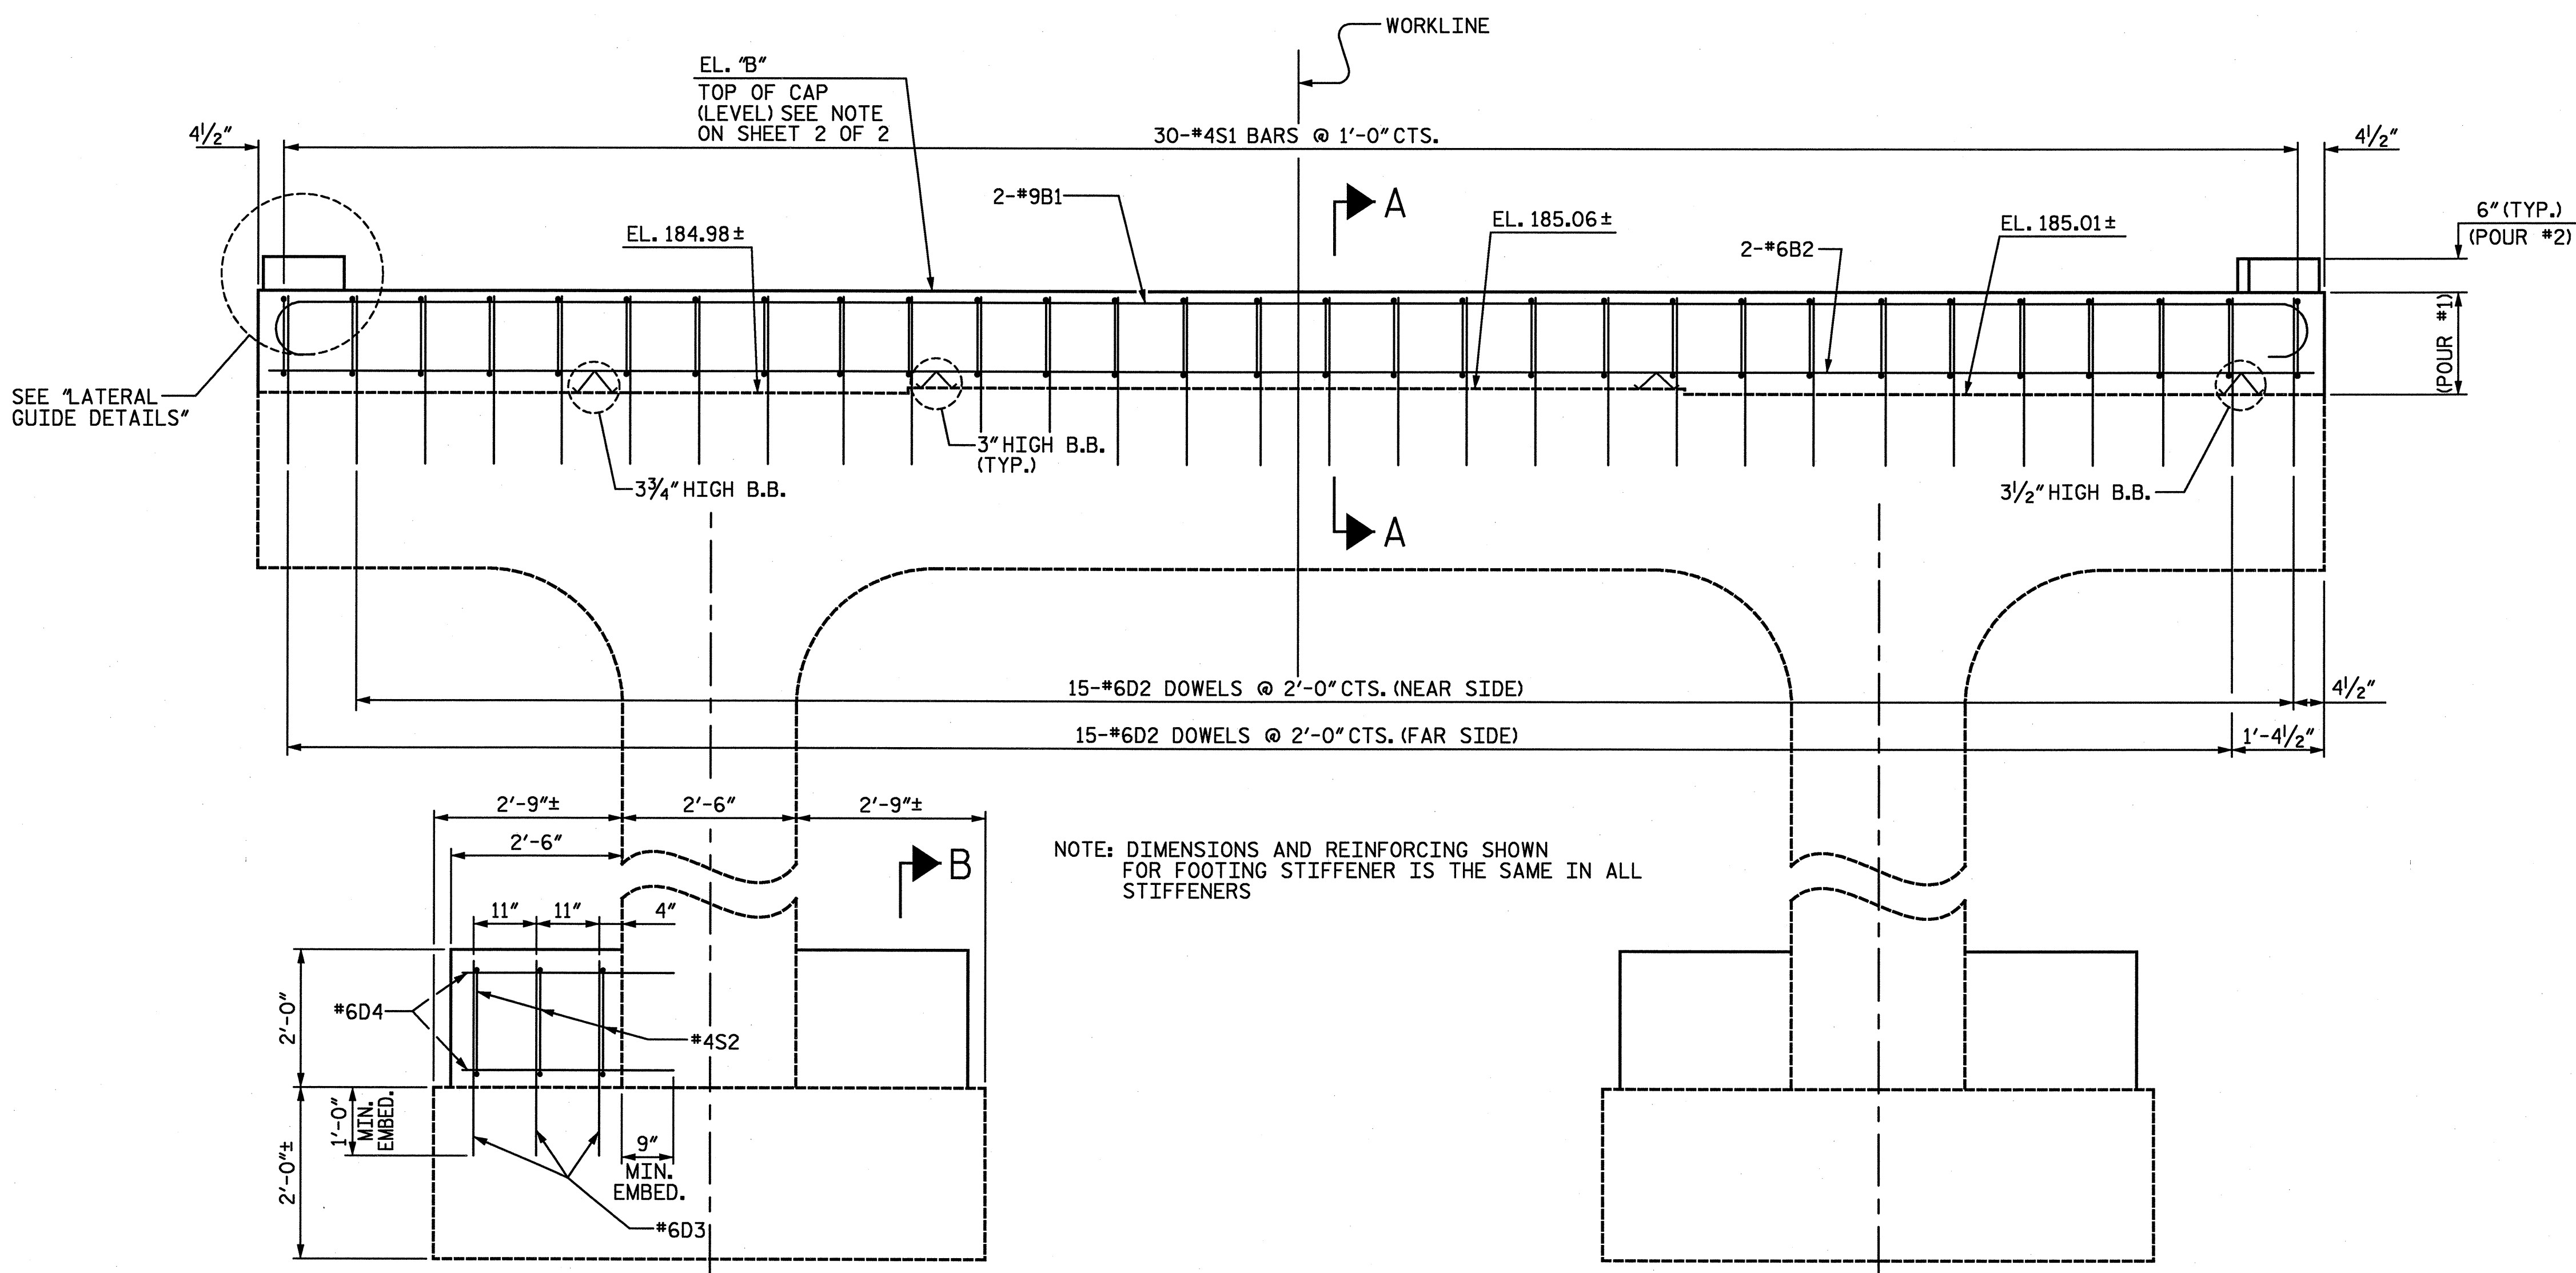 WORKLINE
EL. "B"
TOP OF CAP
(LEVEL) SEE NOTE
ON SHEET 2 OF 2
4½"
30-#4S1 BARS @ 1'-0" CTS.
4½"
2-#9B1
A
6" (TYP.)
(POUR #2)
EL. 184.98±
EL. 185.06±
2-#6B2
EL. 185.01±
(POUR #1)
SEE "LATERAL
GUIDE DETAILS"
3" HIGH B.B.
(TYP.)
3¾" HIGH B.B.
3½" HIGH B.B.
A
15-#6D2 DOWELS @ 2'-0" CTS. (NEAR SIDE)
4½"
15-#6D2 DOWELS @ 2'-0" CTS. (FAR SIDE)
1'-4½"
2'-9"±
2'-6"
2'-9"±
2'-6"
B
NOTE: DIMENSIONS AND REINFORCING SHOWN
FOR FOOTING STIFFENER IS THE SAME IN ALL
STIFFENERS
11"
11"
4"
2'-0"
#6D4
#4S2
1'-0"
MIN.
EMBED.
2'-0"±
9"
MIN.
EMBED.
#6D3